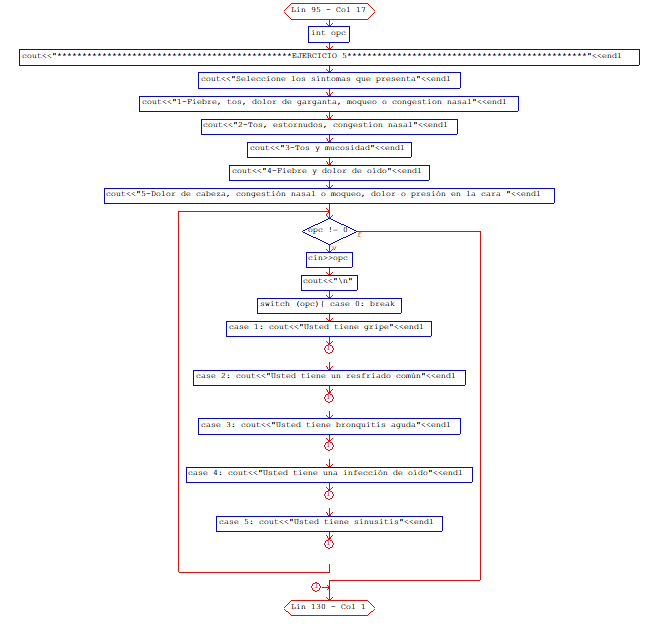 Lin 95 - Col 17
int opc
cout<<"************************************************EJERCICIO 5*************************************************"<<endl
cout<<"Seleccione los síntomas que presenta"<<endl
cout<<"1-Fiebre, tos, dolor de garganta, moqueo o congestion nasal"<<endl
cout<<"2-Tos, estornudos, congestion nasal"<<endl
cout<<"3-Tos y mucosidad"<<endl
cout<<"4-Fiebre y dolor de oído"<<endl
cout<<"5-Dolor de cabeza, congestión nasal o moqueo, dolor o presión en la cara "<<endl
opc != 0
cin>>opc
cout<<"\n"
switch (opc){ case 0: break
case 1: cout<<"Usted tiene gripe"<<endl
case 2: cout<<"Usted tiene un resfriado común"<<endl
case 3: cout<<"Usted tiene bronquitis aguda"<<endl
case 4: cout<<"Usted tiene una infección de oído"<<endl
case 5: cout<<"Usted tiene sinusitis"<<endl
Lin 130 - Col 1